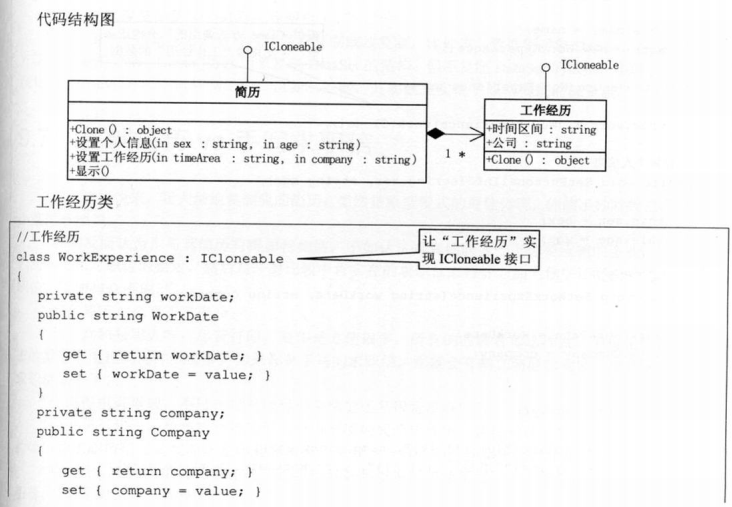 代码结构图
ICloneable
ICloneable
简历
+Clone() : object
+设置个人信息(in sex : string, in age : string)
+设置工作经历(in timeArea : string, in company : string)
+显示()
1 *
工作经历
+时间区间 : string
+公司 : string
+Clone() : object
工作经历类
//工作经历
class WorkExperience : ICloneable
让“工作经历”实
现 ICloneable 接口
{
private string workDate;
public string WorkDate
{
get { return workDate; }
set { workDate = value; }
}
private string company;
public string Company
{
get { return company; }
set { company = value; }